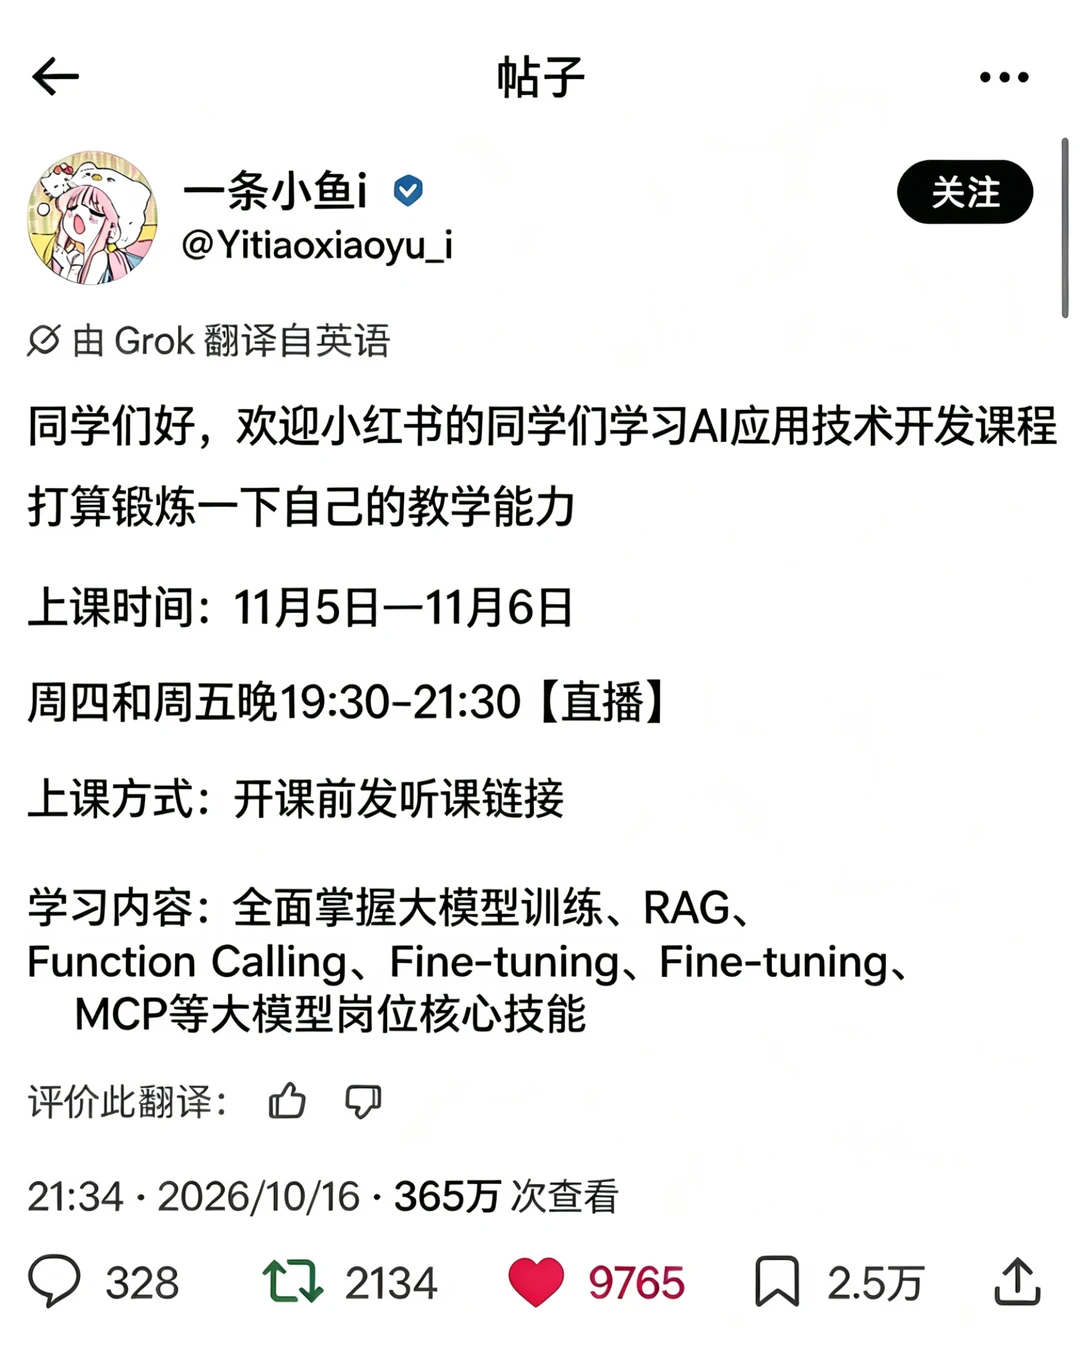 帖子
一条小鱼i
关注
@Yitiaoxiaoyu_i
由 Grok 翻译自英语
同学们好，欢迎小红书的同学们学习AI应用技术开发课程
打算锻炼一下自己的教学能力
上课时间：11月5日—11月6日
周四和周五晚19:30-21:30【直播】
上课方式：开课前发听课链接
学习内容：全面掌握大模型训练、RAG、
Function Calling、Fine-tuning、Fine-tuning、
MCP等大模型岗位核心技能
评价此翻译：
21:34 · 2026/10/16 · 365万 次查看
328 2134 9765 2.5万